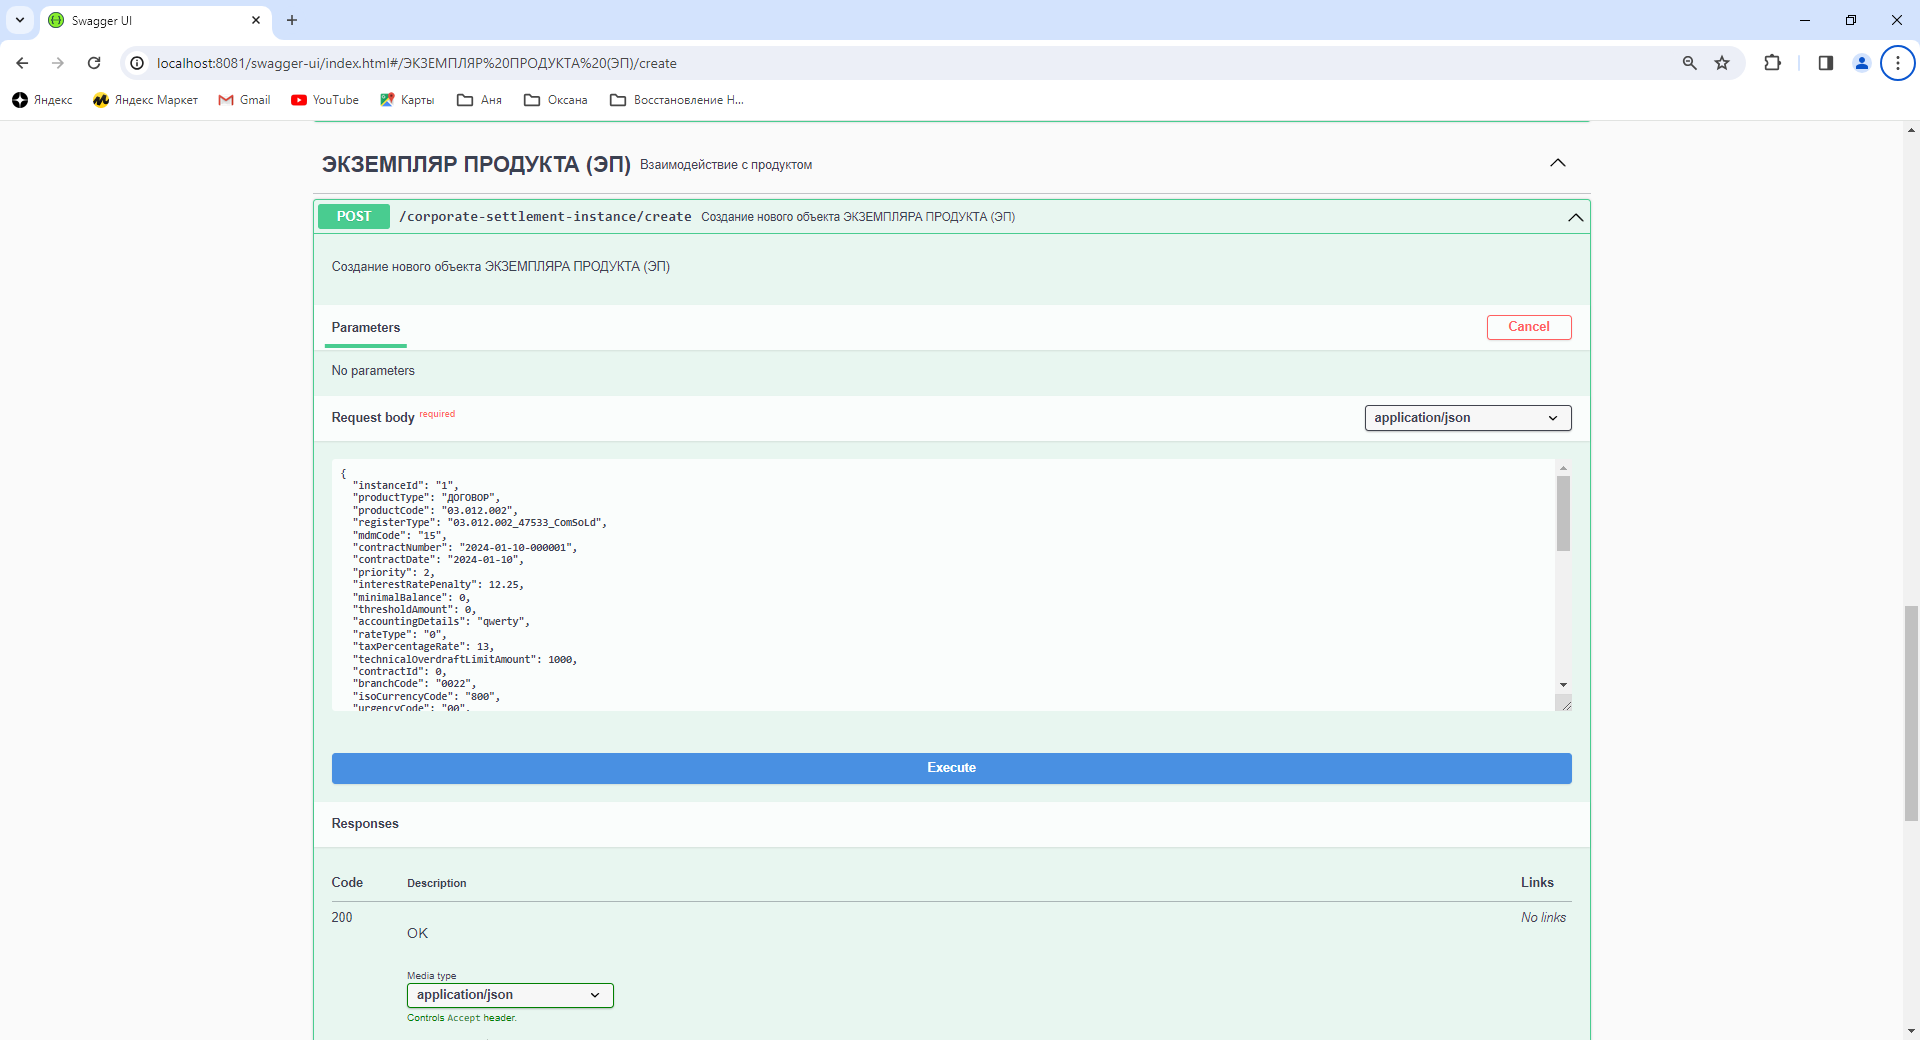 Swagger UI
localhost:8081/swagger-ui/index.html#/ЭКЗЕМПЛЯР%20ПРОДУКТА%20(ЭП)/create
Яндекс Яндекс Маркет Gmail YouTube Карты Аня Оксана Восстановление Н...
ЭКЗЕМПЛЯР ПРОДУКТА (ЭП) Взаимодействие с продуктом
POST /corporate-settlement-instance/create Создание нового объекта ЭКЗЕМПЛЯРА ПРОДУКТА (ЭП)
Создание нового объекта ЭКЗЕМПЛЯРА ПРОДУКТА (ЭП)
Parameters Cancel
No parameters
Request body required application/json
{
"instanceId": "1",
"productType": "ДОГОВОР",
"productCode": "03.012.002",
"registerType": "03.012.002_47533_ComSoLd",
"mdmCode": "15",
"contractNumber": "2024-01-10-000001",
"contractDate": "2024-01-10",
"priority": 2,
"interestRatePenalty": 12.25,
"minimalBalance": 0,
"thresholdAmount": 0,
"accountingDetails": "qwerty",
"rateType": "0",
"taxPercentageRate": 13,
"technicalOverdraftLimitAmount": 1000,
"contractId": 0,
"branchCode": "0022",
"isoCurrencyCode": "800",
"urgencyCode": "00",
Execute
Responses
Code Description Links
200 No links
OK
Media type
application/json
Controls Accept header.